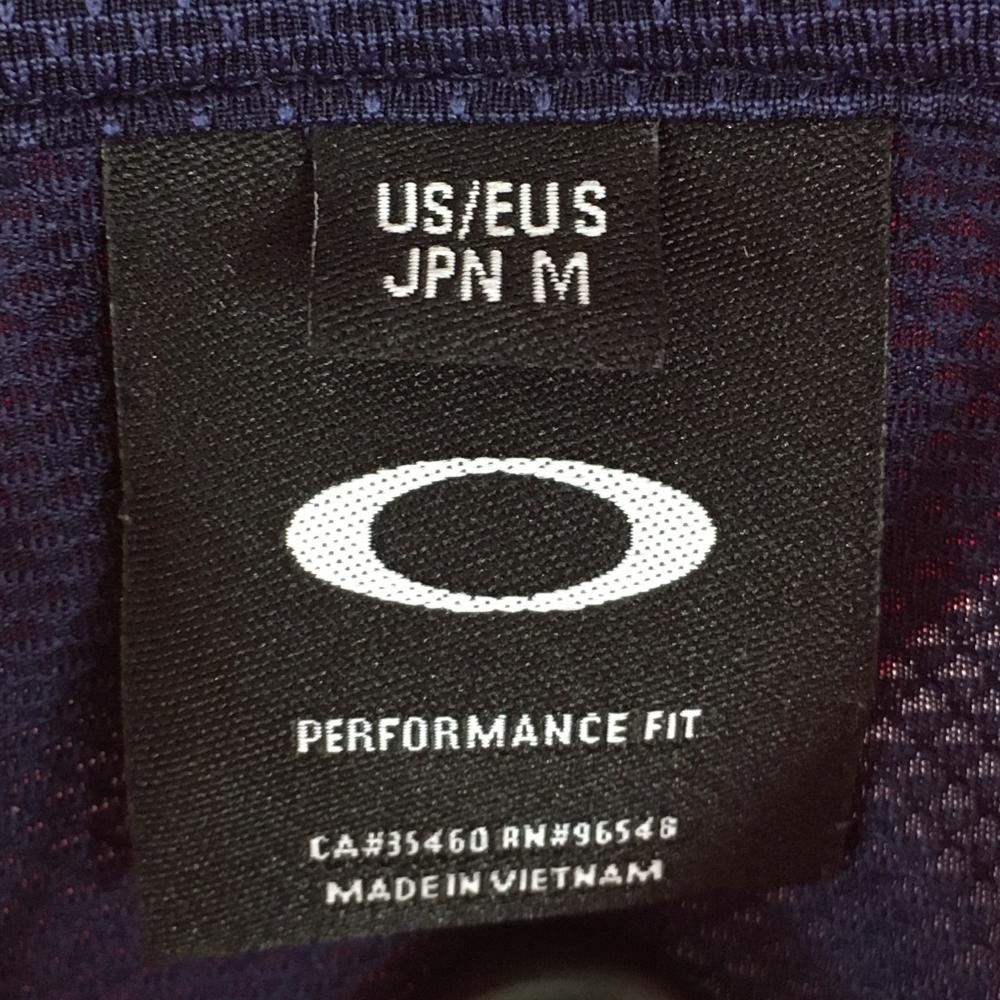 US/EU S
JPN M
PERFORMANCE FIT
CA#35460 RN#96548
MADE IN VIETNAM